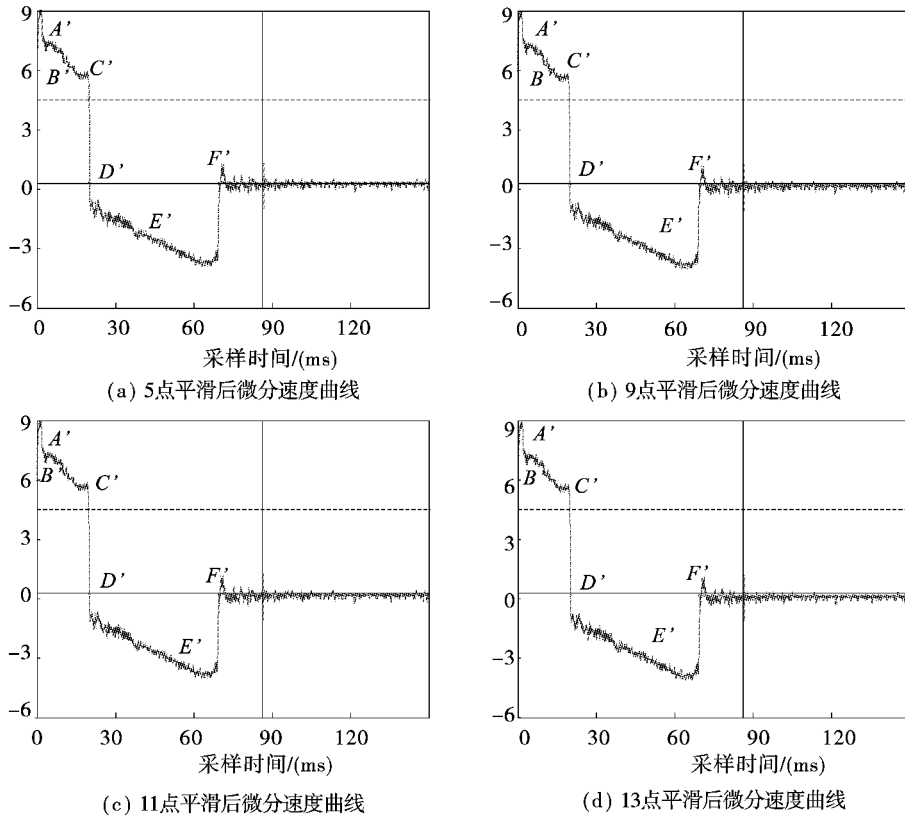 9
6
3
0
-3
-6
A'
B'
C'
D'
E'
F'
0 30 60 90 120
采样时间/(ms)
(a) 5点平滑后微分速度曲线
9
6
3
0
-3
-6
A'
B
C'
D'
E'
F'
0 30 60 90 120
采样时间/(ms)
(b) 9点平滑后微分速度曲线
9
6
3
0
-3
-6
A'
B
C'
D'
E'
F'
0 30 60 90 120
采样时间/(ms)
(c) 11点平滑后微分速度曲线
9
6
3
0
-3
-6
A'
B
C'
D'
E'
F'
0 30 60 90 120
采样时间/(ms)
(d) 13点平滑后微分速度曲线